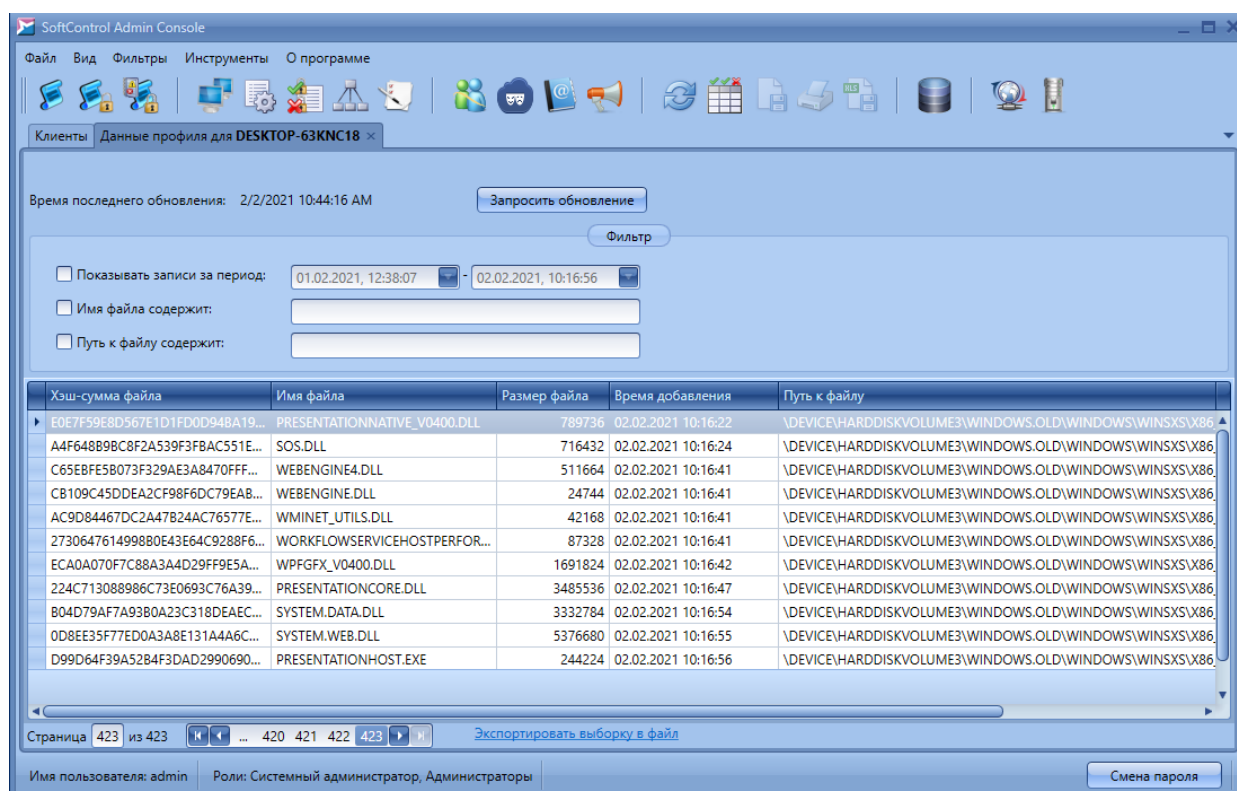 SoftControl Admin Console
Файл Вид Фильтры Инструменты О программе
Клиенты Данные профиля для DESKTOP-63KNC18 ×
Время последнего обновления: 2/2/2021 10:44:16 AM Запросить обновление
Фильтр
Показывать записи за период: 01.02.2021, 12:38:07 - 02.02.2021, 10:16:56
Имя файла содержит:
Путь к файлу содержит:
Хэш-сумма файла Имя файла Размер файла Время добавления Путь к файлу
E0E7F59E8D567E1D1FD0D94BA19... PRESENTATIONNATIVE_V0400.DLL 789736 02.02.2021 10:16:22 \DEVICE\HARDDISKVOLUME3\WINDOWS.OLD\WINDOWS\WINSXS\X86_
A4F648B9BC8F2A539F3FBAC551E... SOS.DLL 716432 02.02.2021 10:16:24 \DEVICE\HARDDISKVOLUME3\WINDOWS.OLD\WINDOWS\WINSXS\X86_
C65EBFE5B073F329AE3A8470FFF... WEBENGINE4.DLL 511664 02.02.2021 10:16:41 \DEVICE\HARDDISKVOLUME3\WINDOWS.OLD\WINDOWS\WINSXS\X86_
CB109C45DDEA2CF98F6DC79EAB... WEBENGINE.DLL 24744 02.02.2021 10:16:41 \DEVICE\HARDDISKVOLUME3\WINDOWS.OLD\WINDOWS\WINSXS\X86_
AC9D84467DC2A47B24AC76577E... WMINET_UTILS.DLL 42168 02.02.2021 10:16:41 \DEVICE\HARDDISKVOLUME3\WINDOWS.OLD\WINDOWS\WINSXS\X86_
2730647614998B0E43E64C9288F6... WORKFLOWSERVICEHOSTPERFOR... 87328 02.02.2021 10:16:41 \DEVICE\HARDDISKVOLUME3\WINDOWS.OLD\WINDOWS\WINSXS\X86_
ECA0A070F7C88A3A4D29FF9E5A... WPFGFX_V0400.DLL 1691824 02.02.2021 10:16:42 \DEVICE\HARDDISKVOLUME3\WINDOWS.OLD\WINDOWS\WINSXS\X86_
224C713088986C73E0693C76A39... PRESENTATIONCORE.DLL 3485536 02.02.2021 10:16:47 \DEVICE\HARDDISKVOLUME3\WINDOWS.OLD\WINDOWS\WINSXS\X86_
B04D79AF7A93B0A23C318DEAEC... SYSTEM.DATA.DLL 3332784 02.02.2021 10:16:54 \DEVICE\HARDDISKVOLUME3\WINDOWS.OLD\WINDOWS\WINSXS\X86_
0D8EE35F77ED0A3A8E131A4A6C... SYSTEM.WEB.DLL 5376680 02.02.2021 10:16:55 \DEVICE\HARDDISKVOLUME3\WINDOWS.OLD\WINDOWS\WINSXS\X86_
D99D64F39A52B4F3DAD2990690... PRESENTATIONHOST.EXE 244224 02.02.2021 10:16:56 \DEVICE\HARDDISKVOLUME3\WINDOWS.OLD\WINDOWS\WINSXS\X86_
Страница 423 из 423 ... 420 421 422 423 Экспортировать выборку в файл
Имя пользователя: admin Роли: Системный администратор, Администраторы Смена пароля